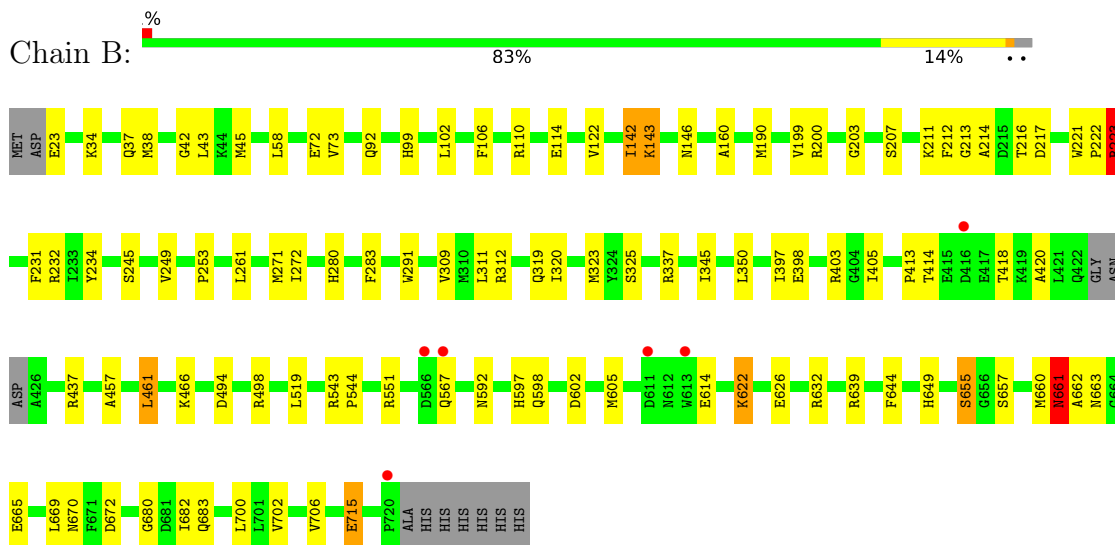 .%
Chain B:
83% 14% • •
MET ASP E23 K34 Q37 M38 G42 L43 K44 M45 L58 E72 V73 Q92 H99 L102 F106 R110 E114 V122 I142 K143 N146 A160 M190 V199 R200 G203 S207 K211 F212 G213 A214 D215 T216 D217 W221 P222
F231 R232 I233 Y234 S245 V249 P253 L261 M271 I272 H280 F283 W291 V309 M310 L311 R312 Q319 I320 M323 Y324 S325 R337 I345 L350 I397 E398 R403 G404 I405 P413 T414 E415 D416 E417 T418 K419 A420 L421 Q422 GLY ASN
ASP A426 R437 A457 L461 K466 D494 R498 L519 R543 P544 R551 D566 Q567 N592 H597 Q598 D602 M605 D611 N612 W613 E614 K622 E626 R632 R639 F644 H649 S655 G656 S657 M660 N661 A662 N663 G664
E665 L669 N670 F671 D672 G680 D681 I682 Q683 L700 L701 V702 V706 E715 P720 ALA HIS HIS HIS HIS HIS HIS